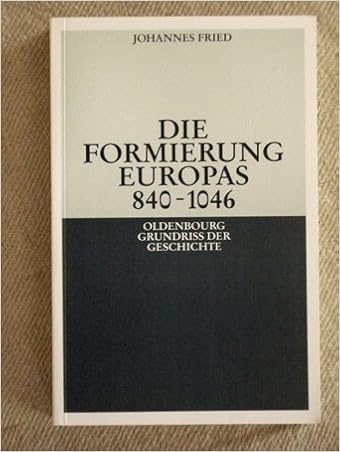 JOHANNES FRIED
DIE
FORMIERUNG
EUROPAS
840-1046
OLDENBOURG
GRUNDRISS DER
GESCHICHTE